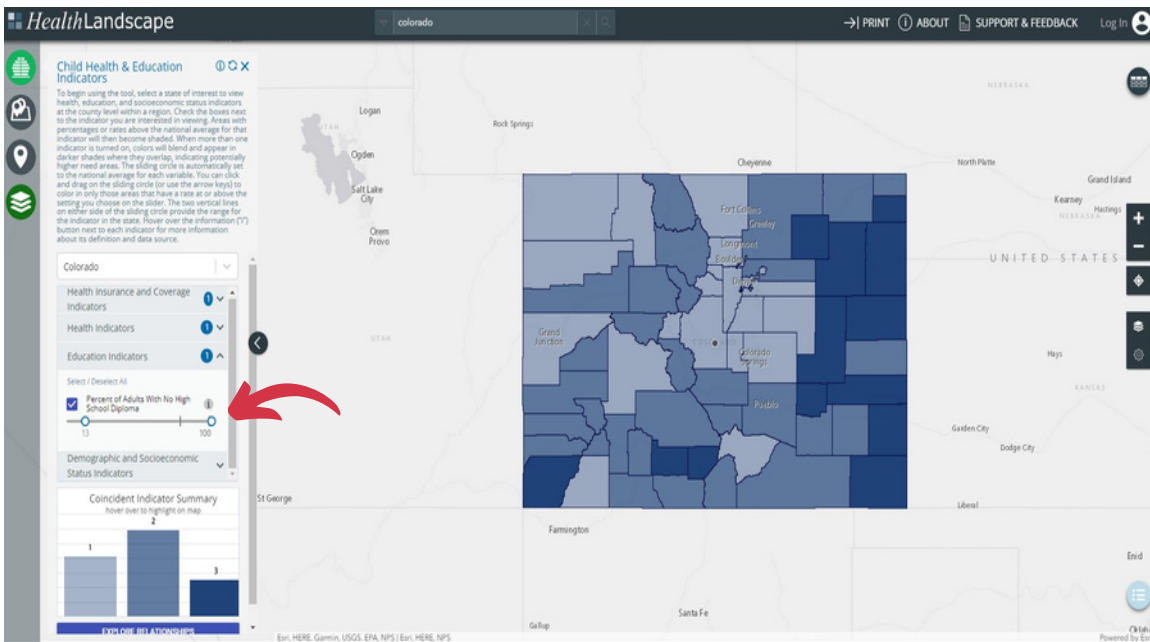 HealthLandscape
colorado
PRINT
ABOUT
SUPPORT & FEEDBACK
Log In
Child Health & Education
Indicators
To begin using the tool, select a state of interest to view
health, education, and socioeconomic status indicators
at the county level within a region. Check the boxes next
to the indicator you are interested in viewing. Areas with
percentages or rates above the national average for that
indicator will then become shaded. When more than one
indicator is turned on, colors will blend and appear in
darker shades where they overlap, indicating potentially
higher need areas. The sliding circle is automatically set
to the national average for each variable. You can click
and drag on the sliding circle (or use the arrow keys) to
color in only those areas that have a rate at or above the
setting you choose on the slider. The two vertical lines
on either side of the sliding circle provide the range for
the indicator in the state. Hover over the information ("i")
button next to each indicator for more information
about its definition and data source.
Colorado
Health Insurance and Coverage
Indicators
1
Health Indicators
1
Education Indicators
1
Select / Deselect All
Percent of Adults With No High
School Diploma
13
100
Demographic and Socioeconomic
Status Indicators
Coincident Indicator Summary
hover over to highlight on map
1
2
3
EXPLORE RELATIONSHIPS
Logan
UTAH
Ogden
Salt Lake
City
Orem
Provo
Rock Springs
Cheyenne
NEBRASKA
North Platte
Grand Island
Kearney
Hastings
NEBRASKA
UNITED STATES
Fort Collins
Greeley
Longmont
Boulder
Denver
Grand
Junction
COLORADO
Colorado
Springs
Pueblo
UTAH
Hays
KANSAS
Garden City
Dodge City
St George
Liberal
Farmington
Enid
Santa Fe
Gallup
Esri, HERE, Garmin, USGS, EPA, NPS | Esri, HERE, NPS
Powered by Esri